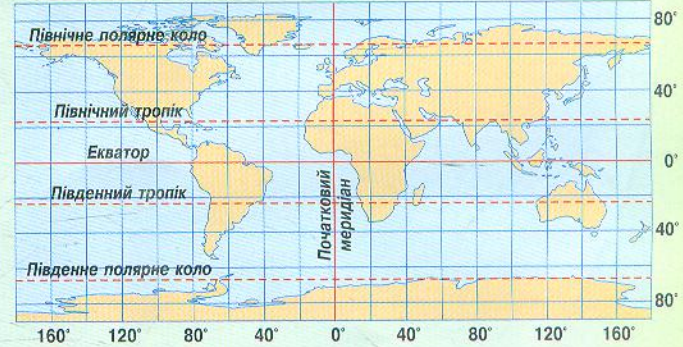 80°
Північне полярне коло
40°
Північний тропік
Екватор
0°
Південний тропік
Початковий
меридіан
40°
Південне полярне коло
80°
160° 120° 80° 40° 0° 40° 80° 120° 160°